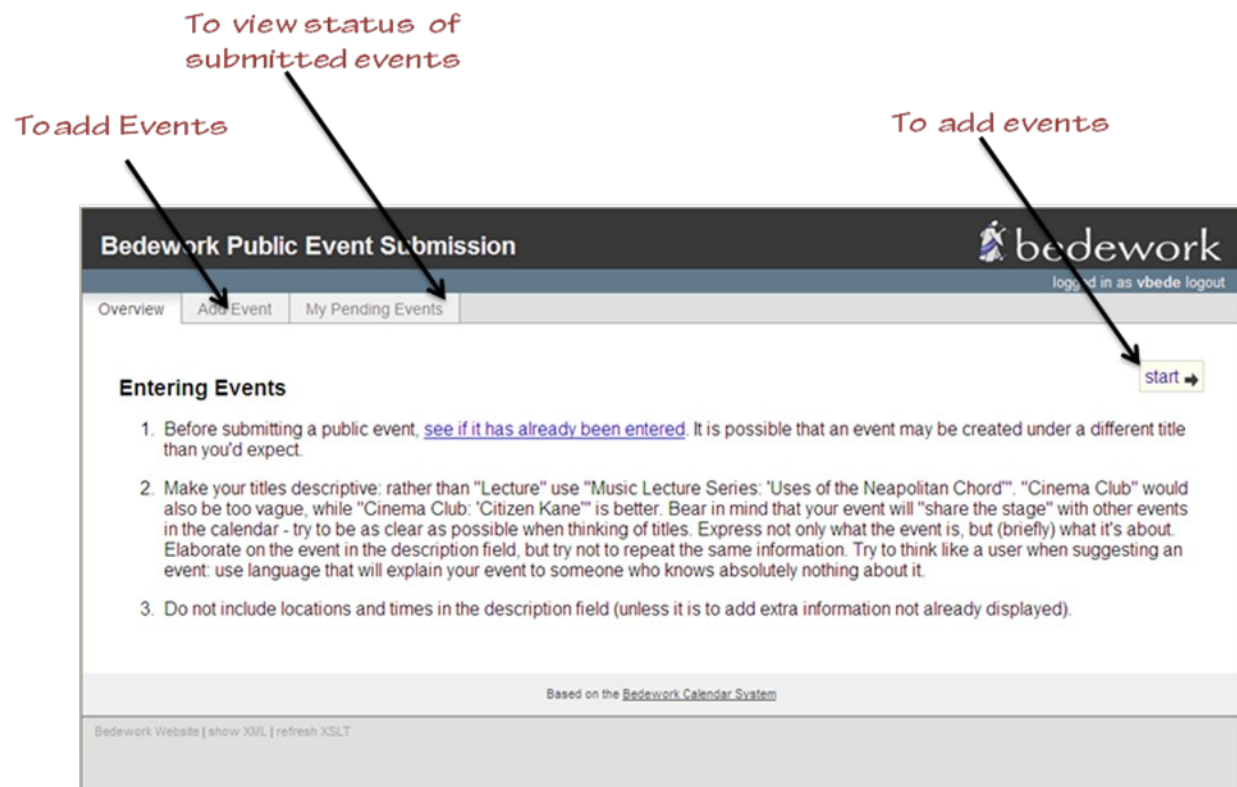 To view status of
submitted events
To add Events
To add events
Bedework Public Event Submission
bedework
logged in as vbede logout
Overview Add Event My Pending Events
start
Entering Events
1. Before submitting a public event, see if it has already been entered. It is possible that an event may be created under a different title
than you'd expect.
2. Make your titles descriptive: rather than "Lecture" use "Music Lecture Series: 'Uses of the Neapolitan Chord'". "Cinema Club" would
also be too vague, while "Cinema Club: 'Citizen Kane'" is better. Bear in mind that your event will "share the stage" with other events
in the calendar - try to be as clear as possible when thinking of titles. Express not only what the event is, but (briefly) what it's about.
Elaborate on the event in the description field, but try not to repeat the same information. Try to think like a user when suggesting an
event: use language that will explain your event to someone who knows absolutely nothing about it.
3. Do not include locations and times in the description field (unless it is to add extra information not already displayed).
Based on the Bedework Calendar System
Bedework Website | show XML | refresh XSLT